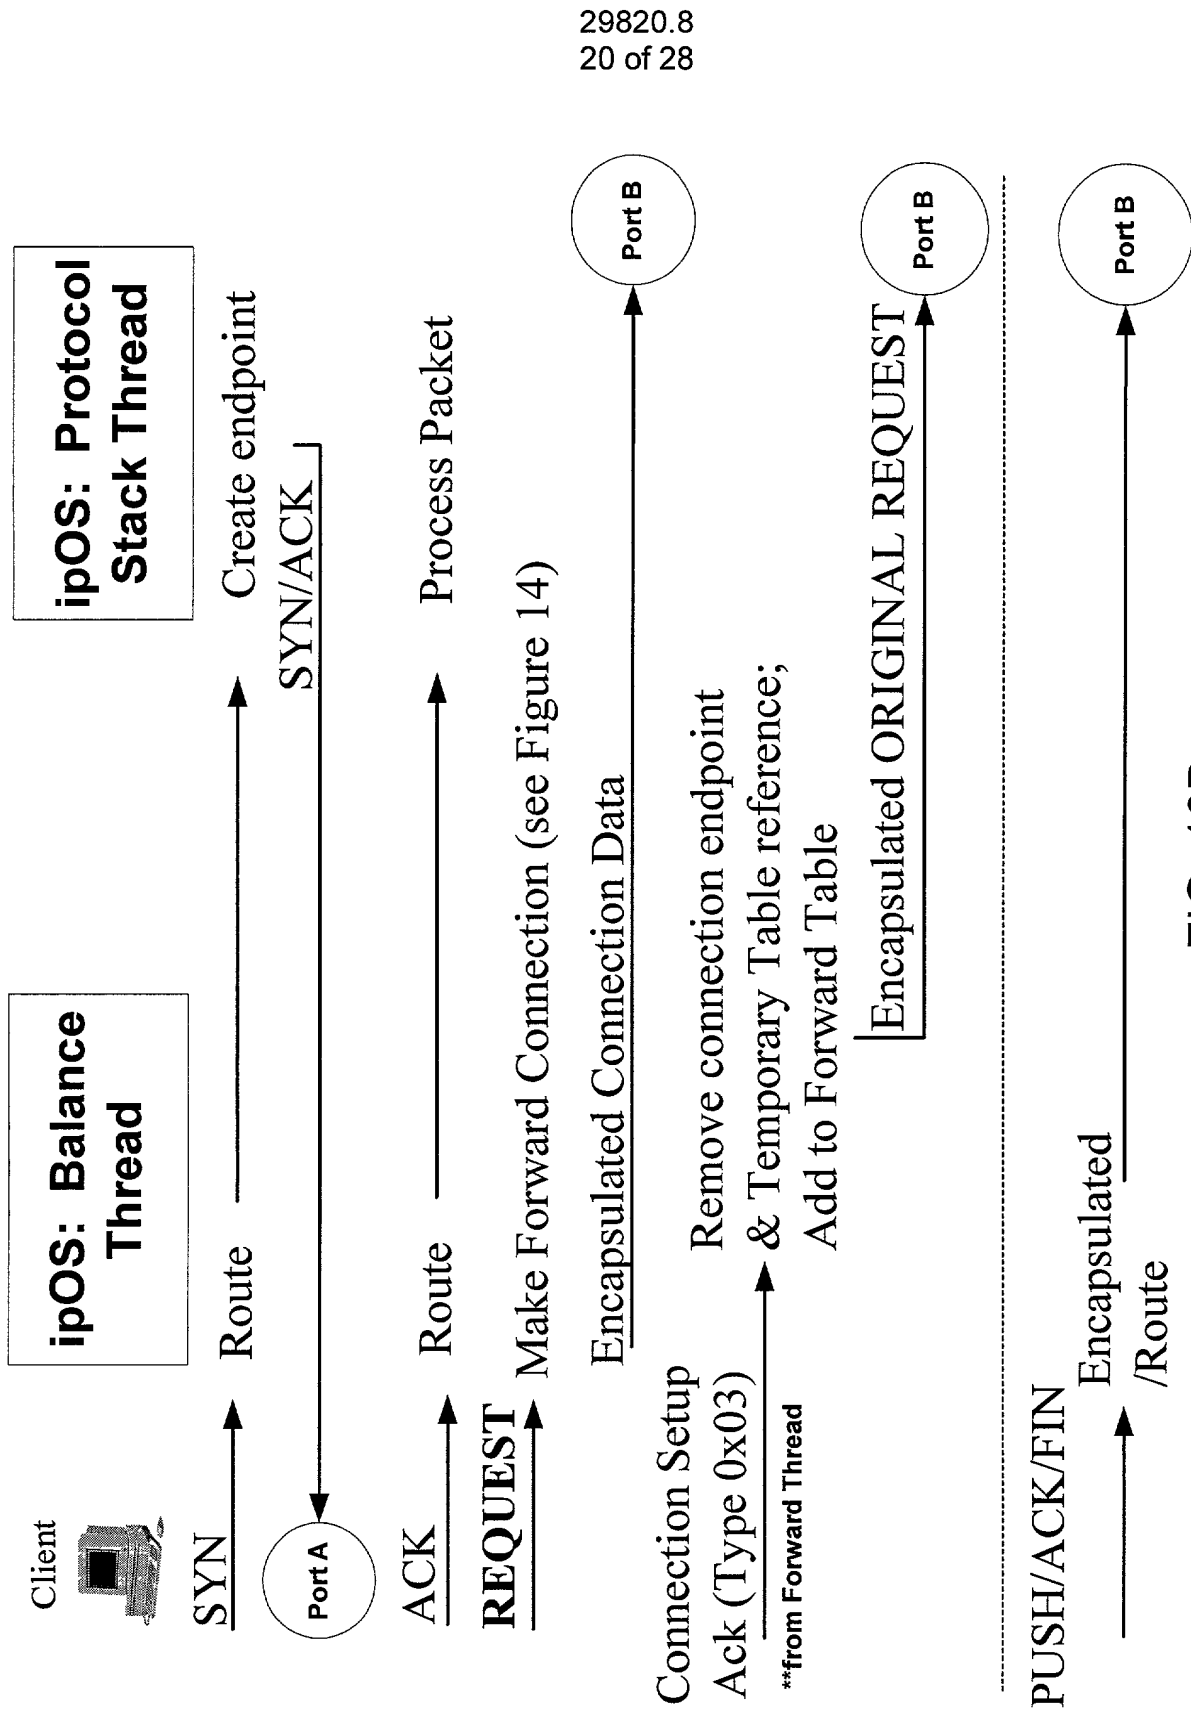 29820.8
20 of 28
Client
ipOS: Balance
Thread
ipOS: Protocol
Stack Thread
SYN
Route
Create endpoint
SYN/ACK
Port A
ACK
Route
Process Packet
REQUEST
Make Forward Connection (see Figure 14)
Encapsulated Connection Data
Port B
Connection Setup
Ack (Type 0x03)
**from Forward Thread
Remove connection endpoint
& Temporary Table reference;
Add to Forward Table
Encapsulated ORIGINAL REQUEST
Port B
PUSH/ACK/FIN
Encapsulated
/Route
Port B